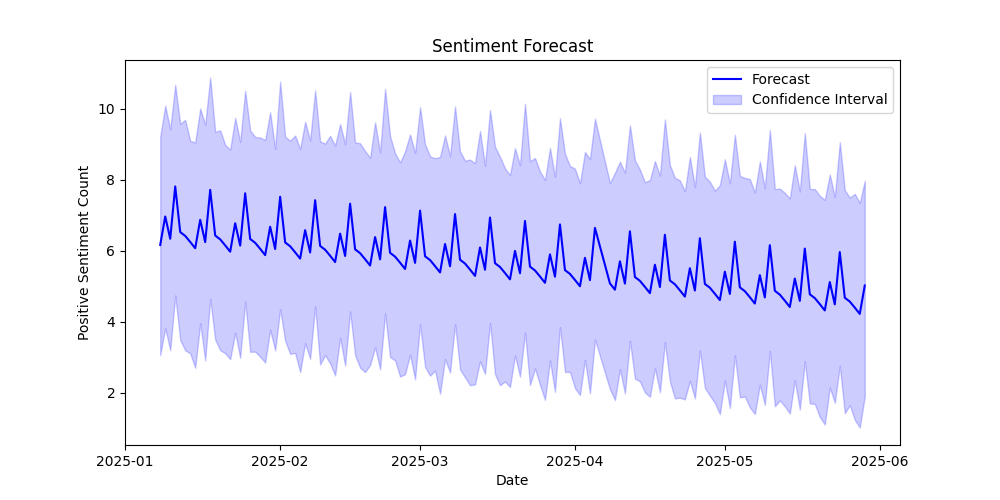 Sentiment Forecast
Forecast
Confidence Interval
Positive Sentiment Count
10
8
6
4
2
2025-01
2025-02
2025-03
2025-04
2025-05
2025-06
Date